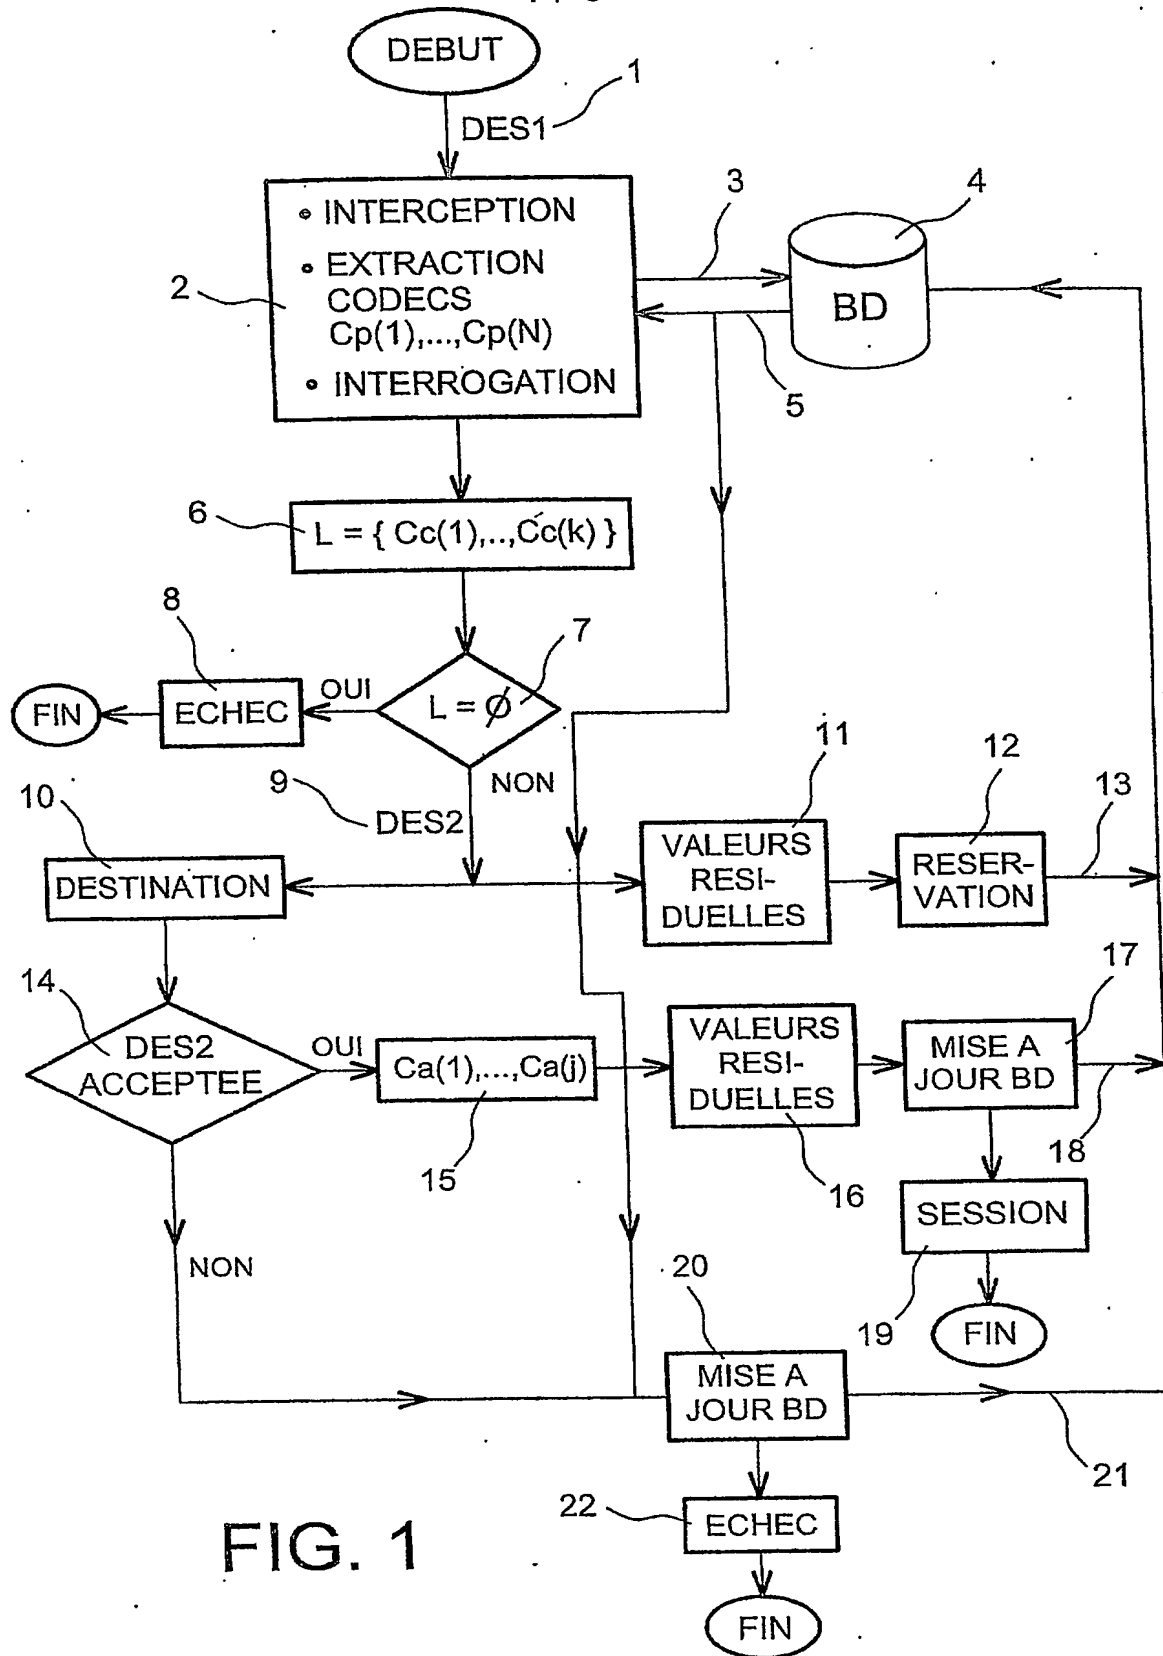 DEBUT
1
DES1
3
4
• INTERCEPTION
• EXTRACTION
CODECS
Cp(1),...,Cp(N)
• INTERROGATION
2
BD
5
6
L = { Cc(1),..,Cc(k) }
8
7
OUI
FIN
ECHEC
L = Ø
NON
9
DES2
10
11
12
13
DESTINATION
VALEURS
RESI-
DUELLES
RESER-
VATION
14
17
DES2
ACCEPTEE
OUI
Ca(1),...,Ca(j)
VALEURS
RESI-
DUELLES
MISE A
JOUR BD
15
16
18
SESSION
NON
20
19
FIN
MISE A
JOUR BD
21
22
ECHEC
FIG. 1
FIN